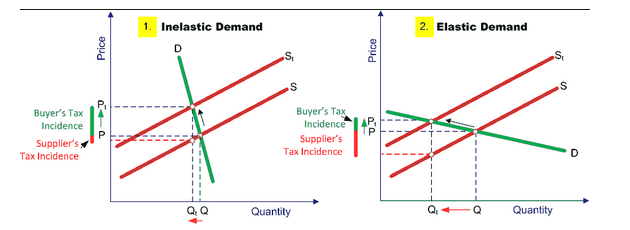 1. Inelastic Demand
Price
D
St
S
Pt
P
Buyer's Tax
Incidence
Supplier's
Tax Incidence
Qt Q
Quantity
2. Elastic Demand
Price
St
S
Buyer's Tax
Incidence
Pt
P
Supplier's
Tax Incidence
D
Qt Q
Quantity